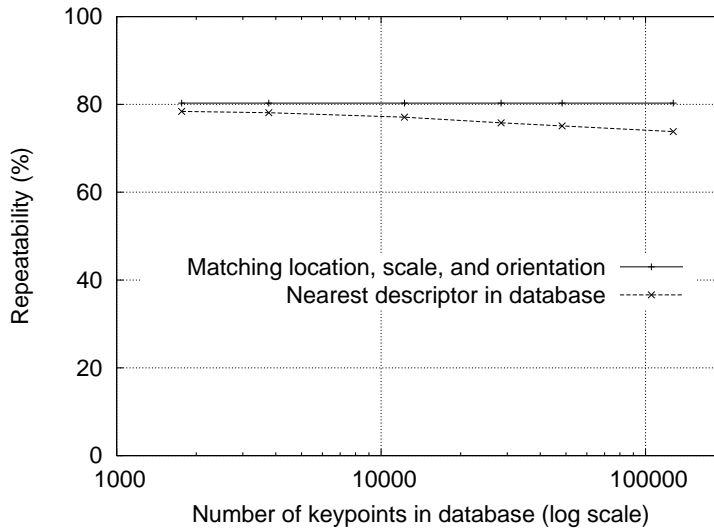 100
80
60
40
20
0
Repeatability (%)
Matching location, scale, and orientation
Nearest descriptor in database
1000 10000 100000
Number of keypoints in database (log scale)